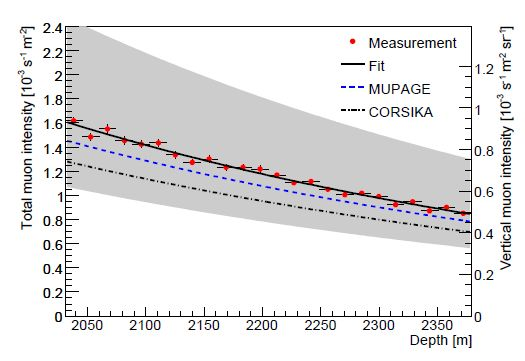 Total muon intensity [10⁻³ s⁻¹ m⁻²]
2.4
2.2
2
1.8
1.6
1.4
1.2
1
0.8
0.6
0.4
0.2
0
Measurement
Fit
MUPAGE
CORSIKA
1.2
1
0.8
0.6
0.4
0.2
0
Vertical muon intensity [10⁻³ s⁻¹ m⁻² sr⁻¹]
2050 2100 2150 2200 2250 2300 2350
Depth [m]